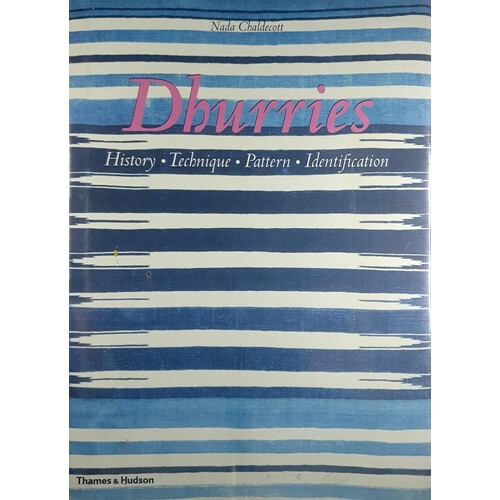 Nada Chaldecott
Dhurries
History • Technique • Pattern • Identification
Thames & Hudson